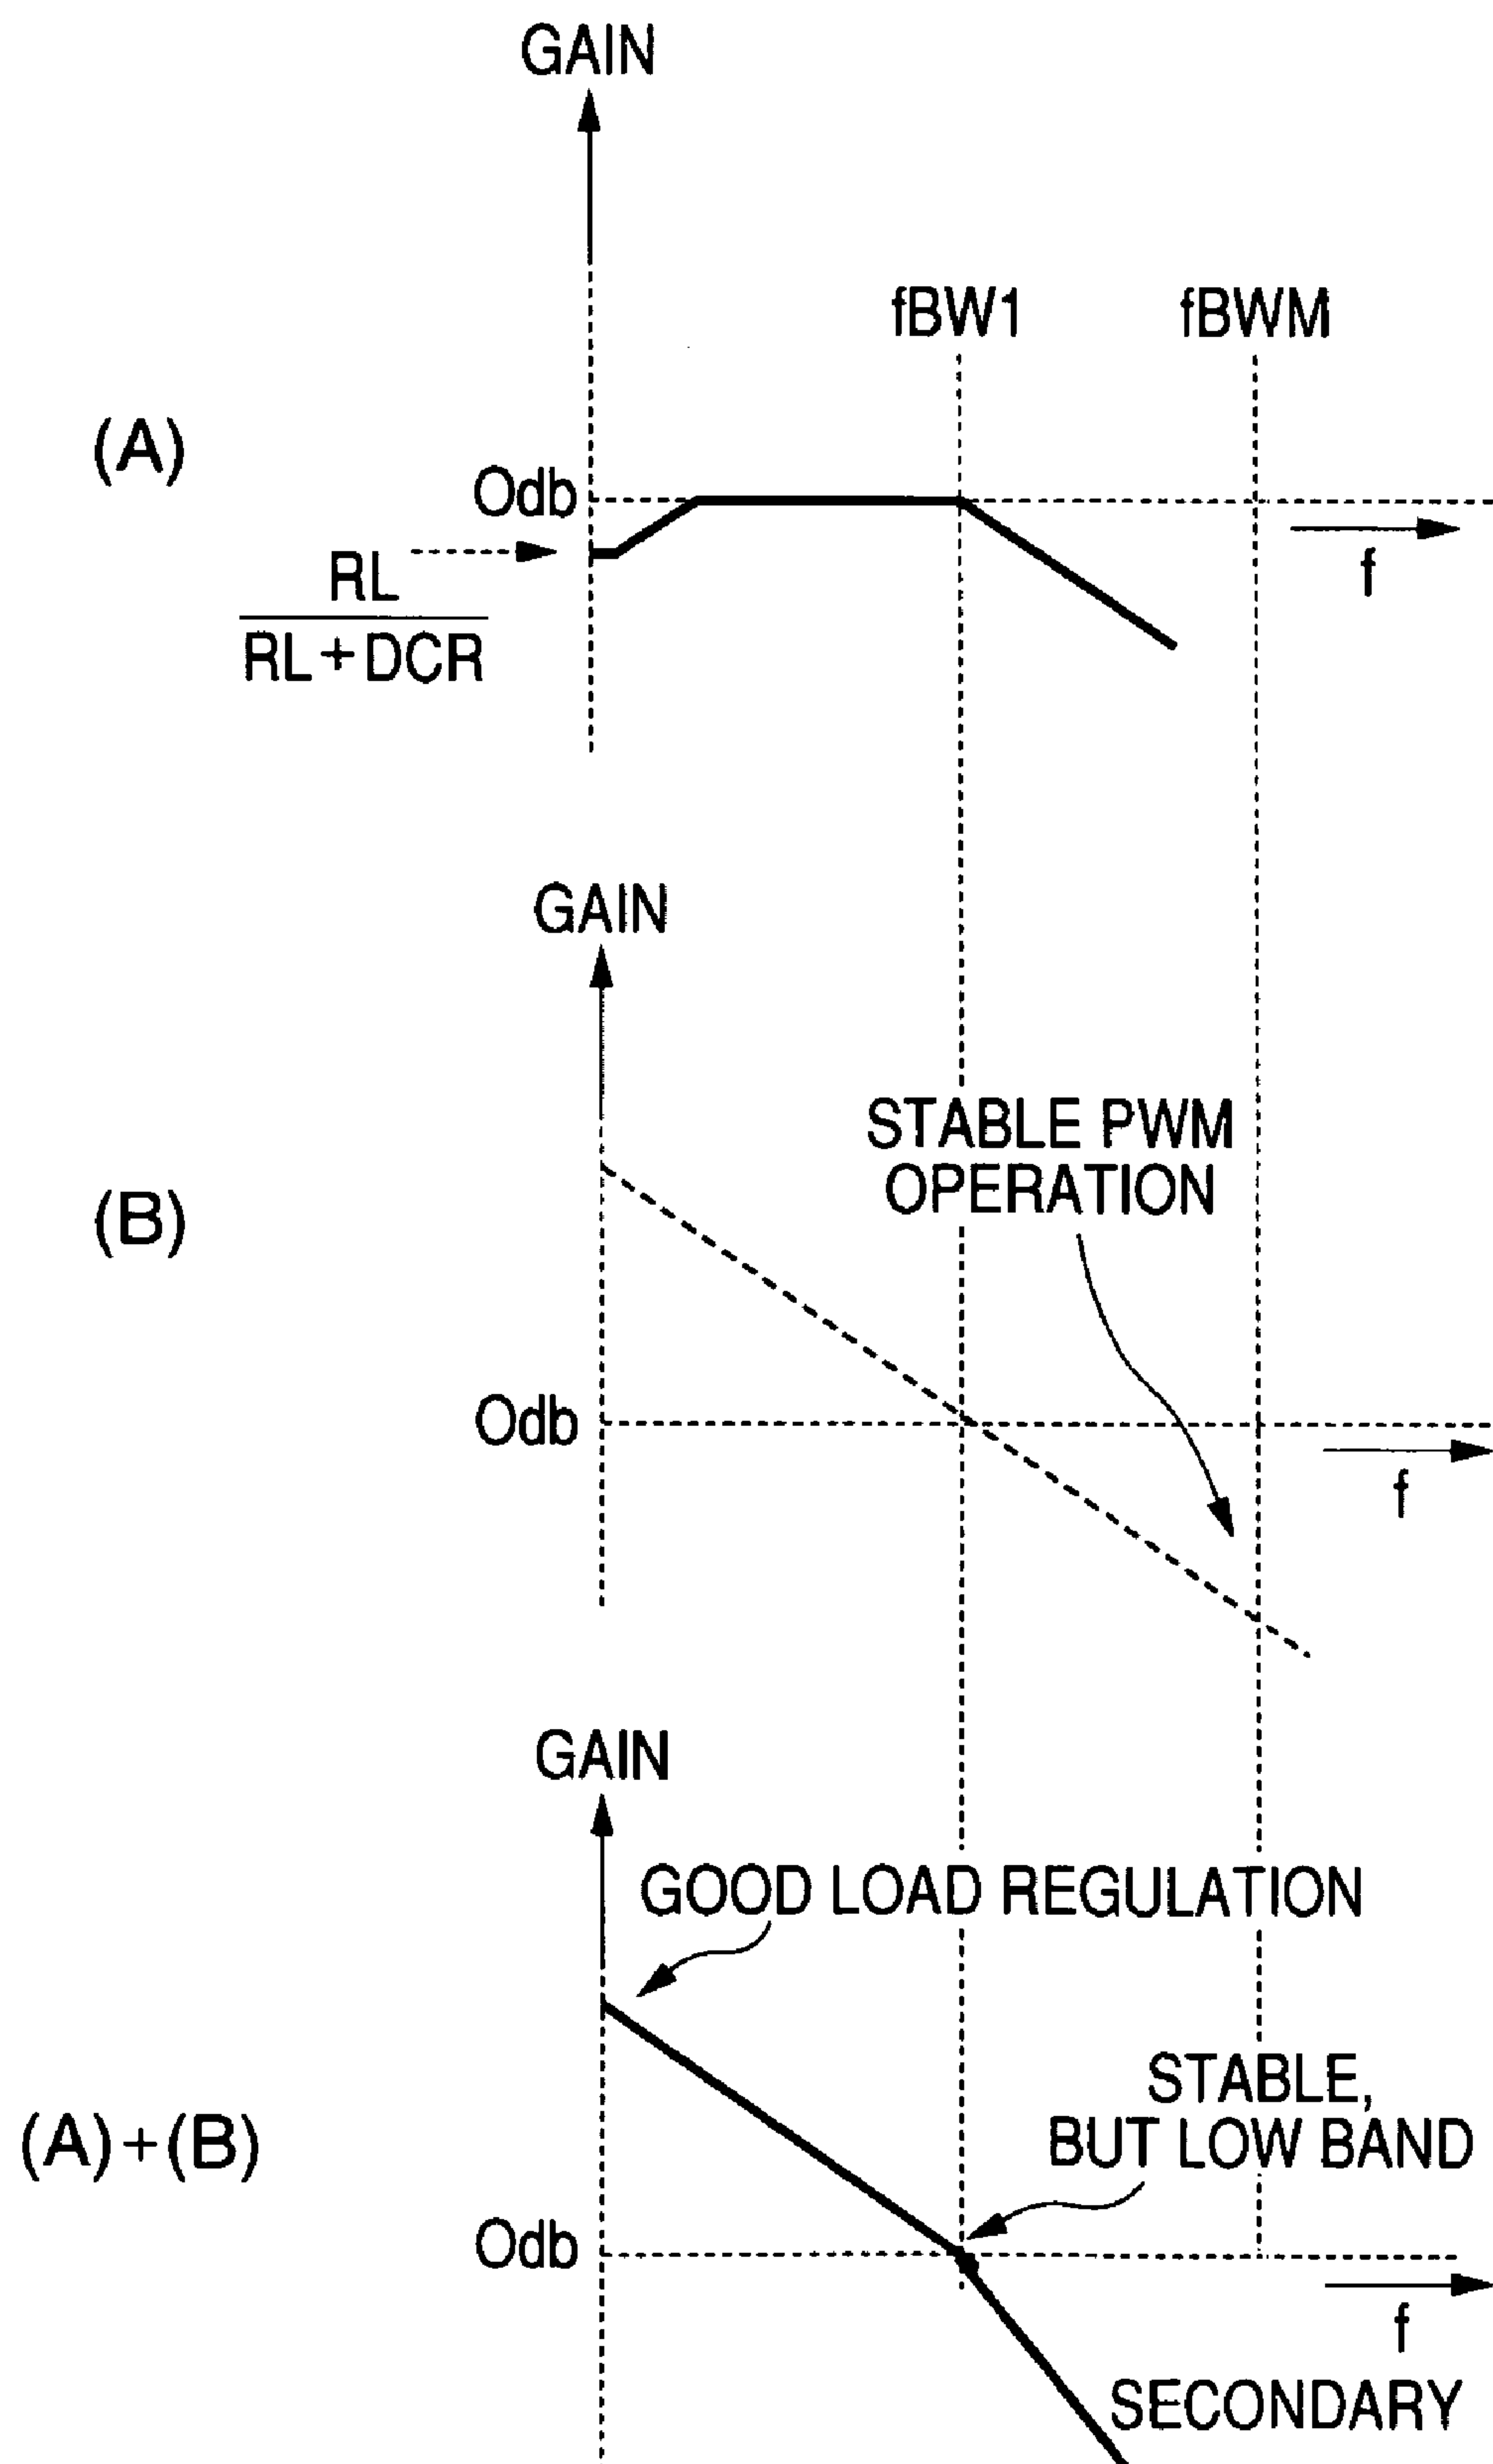 GAIN
fBW1 fBWM
(A)
Odb
RL
RL+DCR
f
GAIN
STABLE PWM
OPERATION
(B)
Odb
f
GAIN
GOOD LOAD REGULATION
STABLE,
BUT LOW BAND
(A)+(B)
Odb
f
SECONDARY